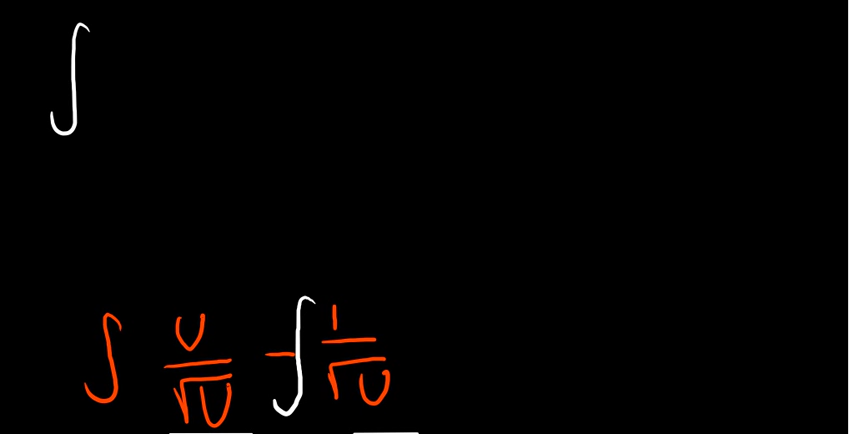 ∫
∫ U/√U - ∫ 1/√U